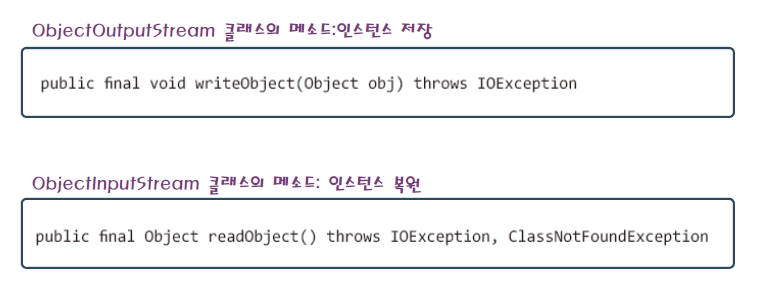 ObjectOutputStream 클래스의 메소드:인스턴스 저장
public final void writeObject(Object obj) throws IOException
ObjectInputStream 클래스의 메소드: 인스턴스 복원
public final Object readObject() throws IOException, ClassNotFoundException